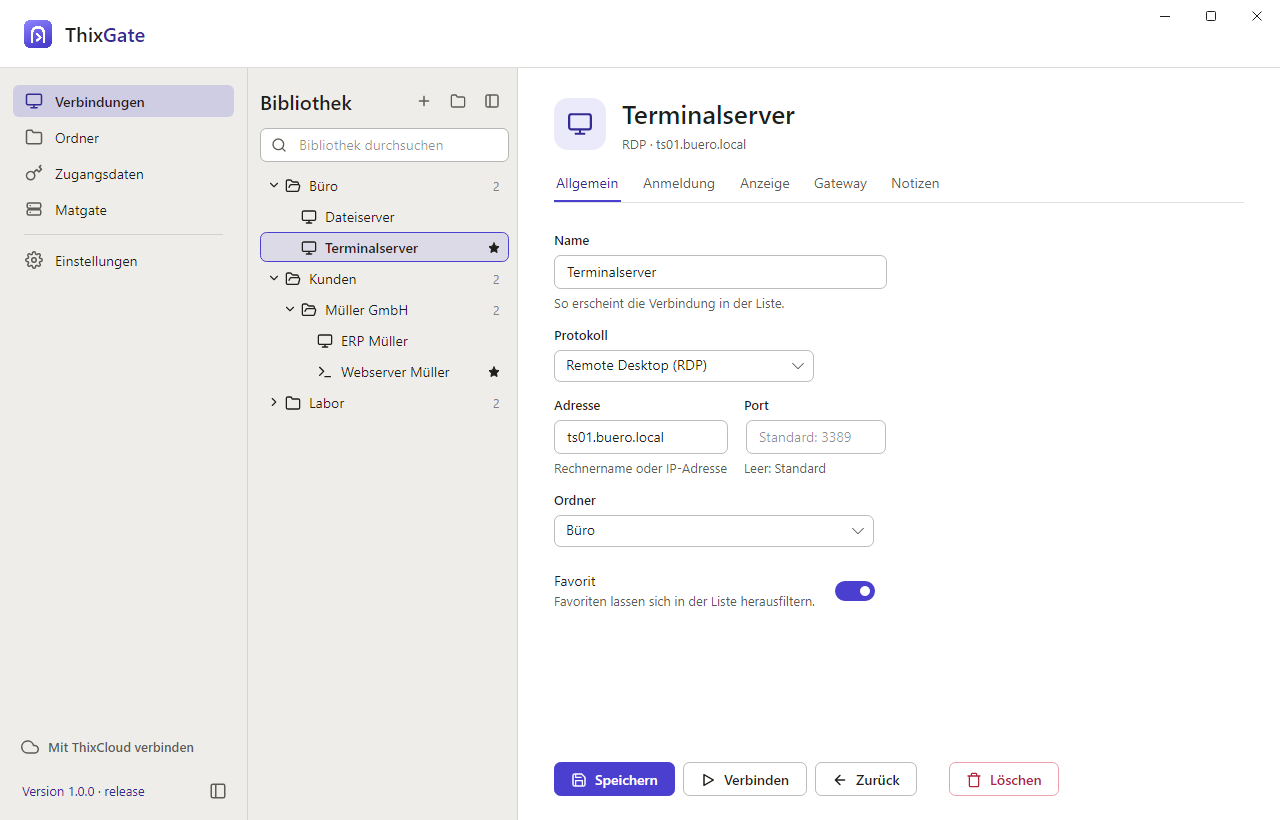 ThixGate
Verbindungen
Ordner
Zugangsdaten
Matgate
Einstellungen
Mit ThixCloud verbinden
Version 1.0.0 · release
Bibliothek
Bibliothek durchsuchen
Büro 2
Dateiserver
Terminalserver
Kunden 2
Müller GmbH 2
ERP Müller
Webserver Müller
Labor 2
Terminalserver
RDP · ts01.buero.local
Allgemein Anmeldung Anzeige Gateway Notizen
Name
Terminalserver
So erscheint die Verbindung in der Liste.
Protokoll
Remote Desktop (RDP)
Adresse Port
ts01.buero.local Standard: 3389
Rechnername oder IP-Adresse Leer: Standard
Ordner
Büro
Favorit
Favoriten lassen sich in der Liste herausfiltern.
Speichern Verbinden Zurück Löschen